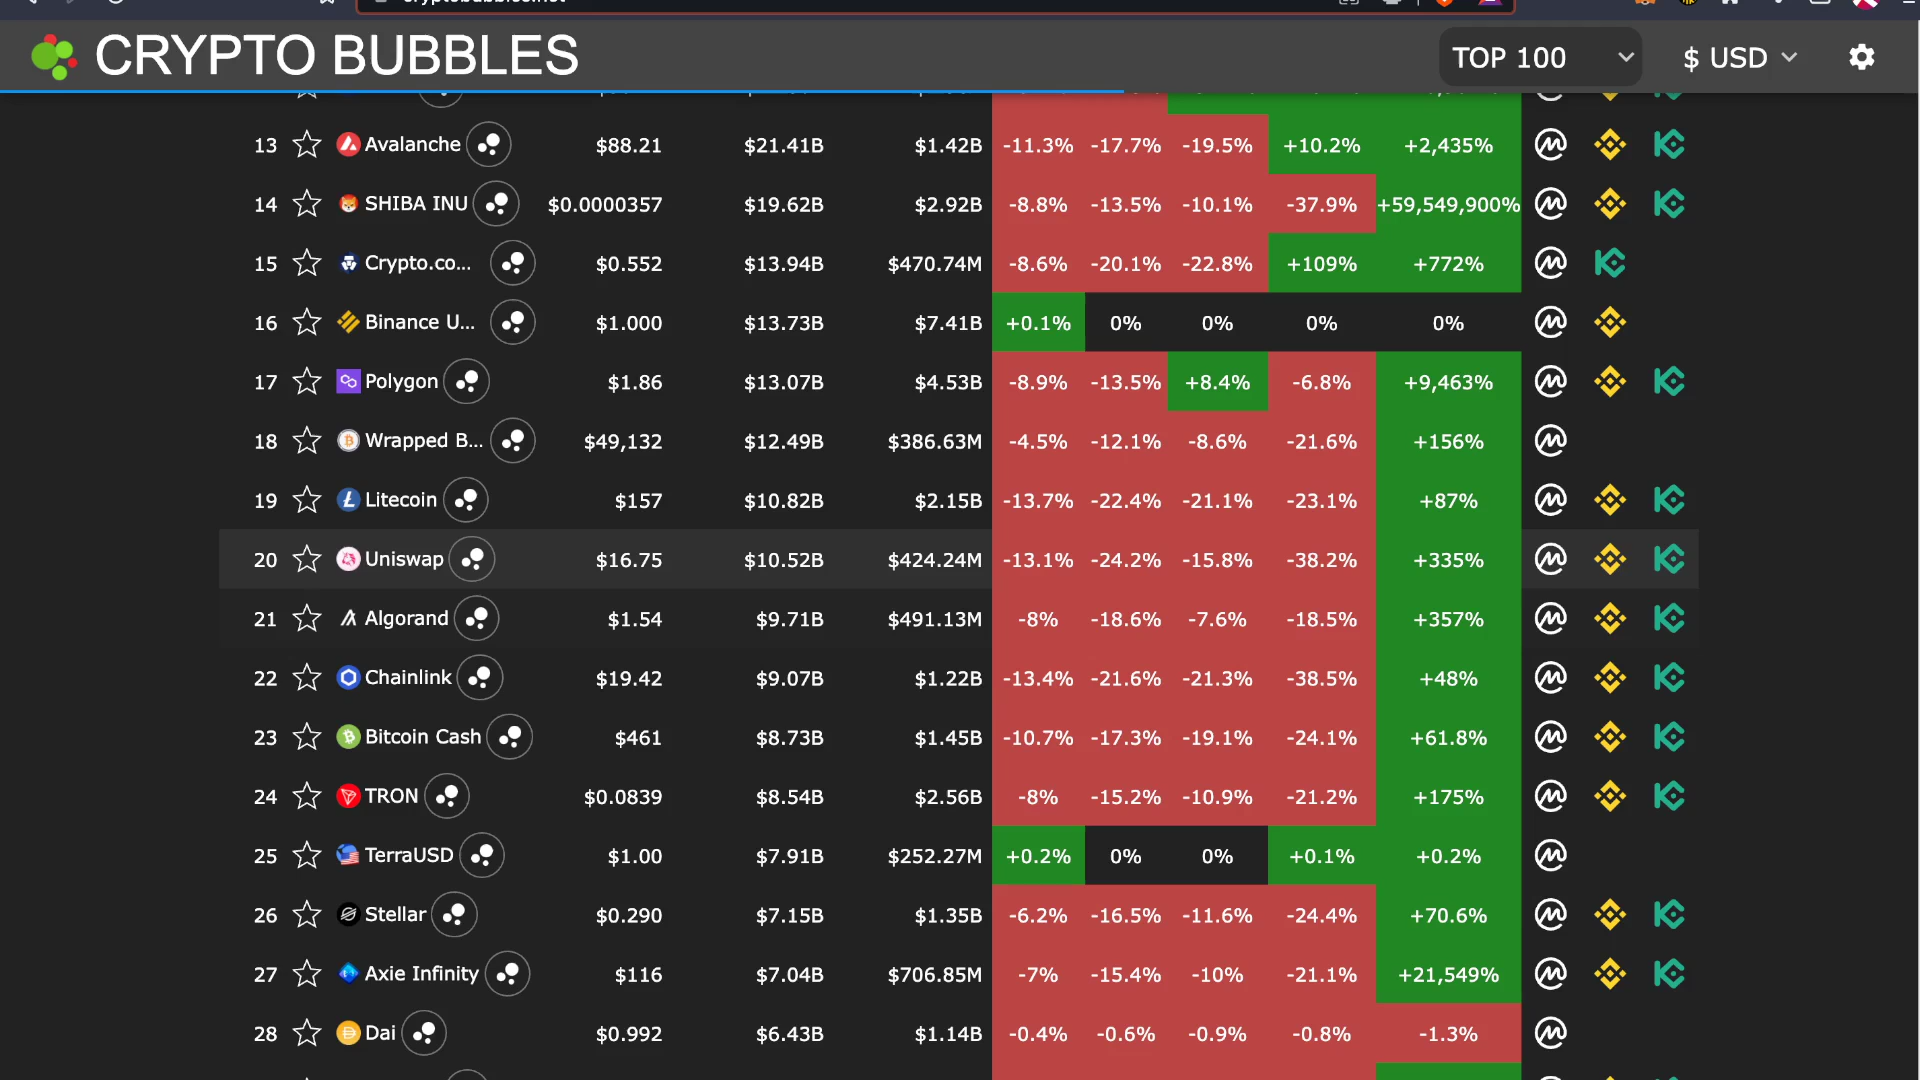 CRYPTO BUBBLES TOP 100 $ USD
13 Avalanche $88.21 $21.41B $1.42B -11.3% -17.7% -19.5% +10.2% +2,435%
14 SHIBA INU $0.0000357 $19.62B $2.92B -8.8% -13.5% -10.1% -37.9% +59,549,900%
15 Crypto.co... $0.552 $13.94B $470.74M -8.6% -20.1% -22.8% +109% +772%
16 Binance U... $1.000 $13.73B $7.41B +0.1% 0% 0% 0% 0%
17 Polygon $1.86 $13.07B $4.53B -8.9% -13.5% +8.4% -6.8% +9,463%
18 Wrapped B... $49,132 $12.49B $386.63M -4.5% -12.1% -8.6% -21.6% +156%
19 Litecoin $157 $10.82B $2.15B -13.7% -22.4% -21.1% -23.1% +87%
20 Uniswap $16.75 $10.52B $424.24M -13.1% -24.2% -15.8% -38.2% +335%
21 Algorand $1.54 $9.71B $491.13M -8% -18.6% -7.6% -18.5% +357%
22 Chainlink $19.42 $9.07B $1.22B -13.4% -21.6% -21.3% -38.5% +48%
23 Bitcoin Cash $461 $8.73B $1.45B -10.7% -17.3% -19.1% -24.1% +61.8%
24 TRON $0.0839 $8.54B $2.56B -8% -15.2% -10.9% -21.2% +175%
25 TerraUSD $1.00 $7.91B $252.27M +0.2% 0% 0% +0.1% +0.2%
26 Stellar $0.290 $7.15B $1.35B -6.2% -16.5% -11.6% -24.4% +70.6%
27 Axie Infinity $116 $7.04B $706.85M -7% -15.4% -10% -21.1% +21,549%
28 Dai $0.992 $6.43B $1.14B -0.4% -0.6% -0.9% -0.8% -1.3%